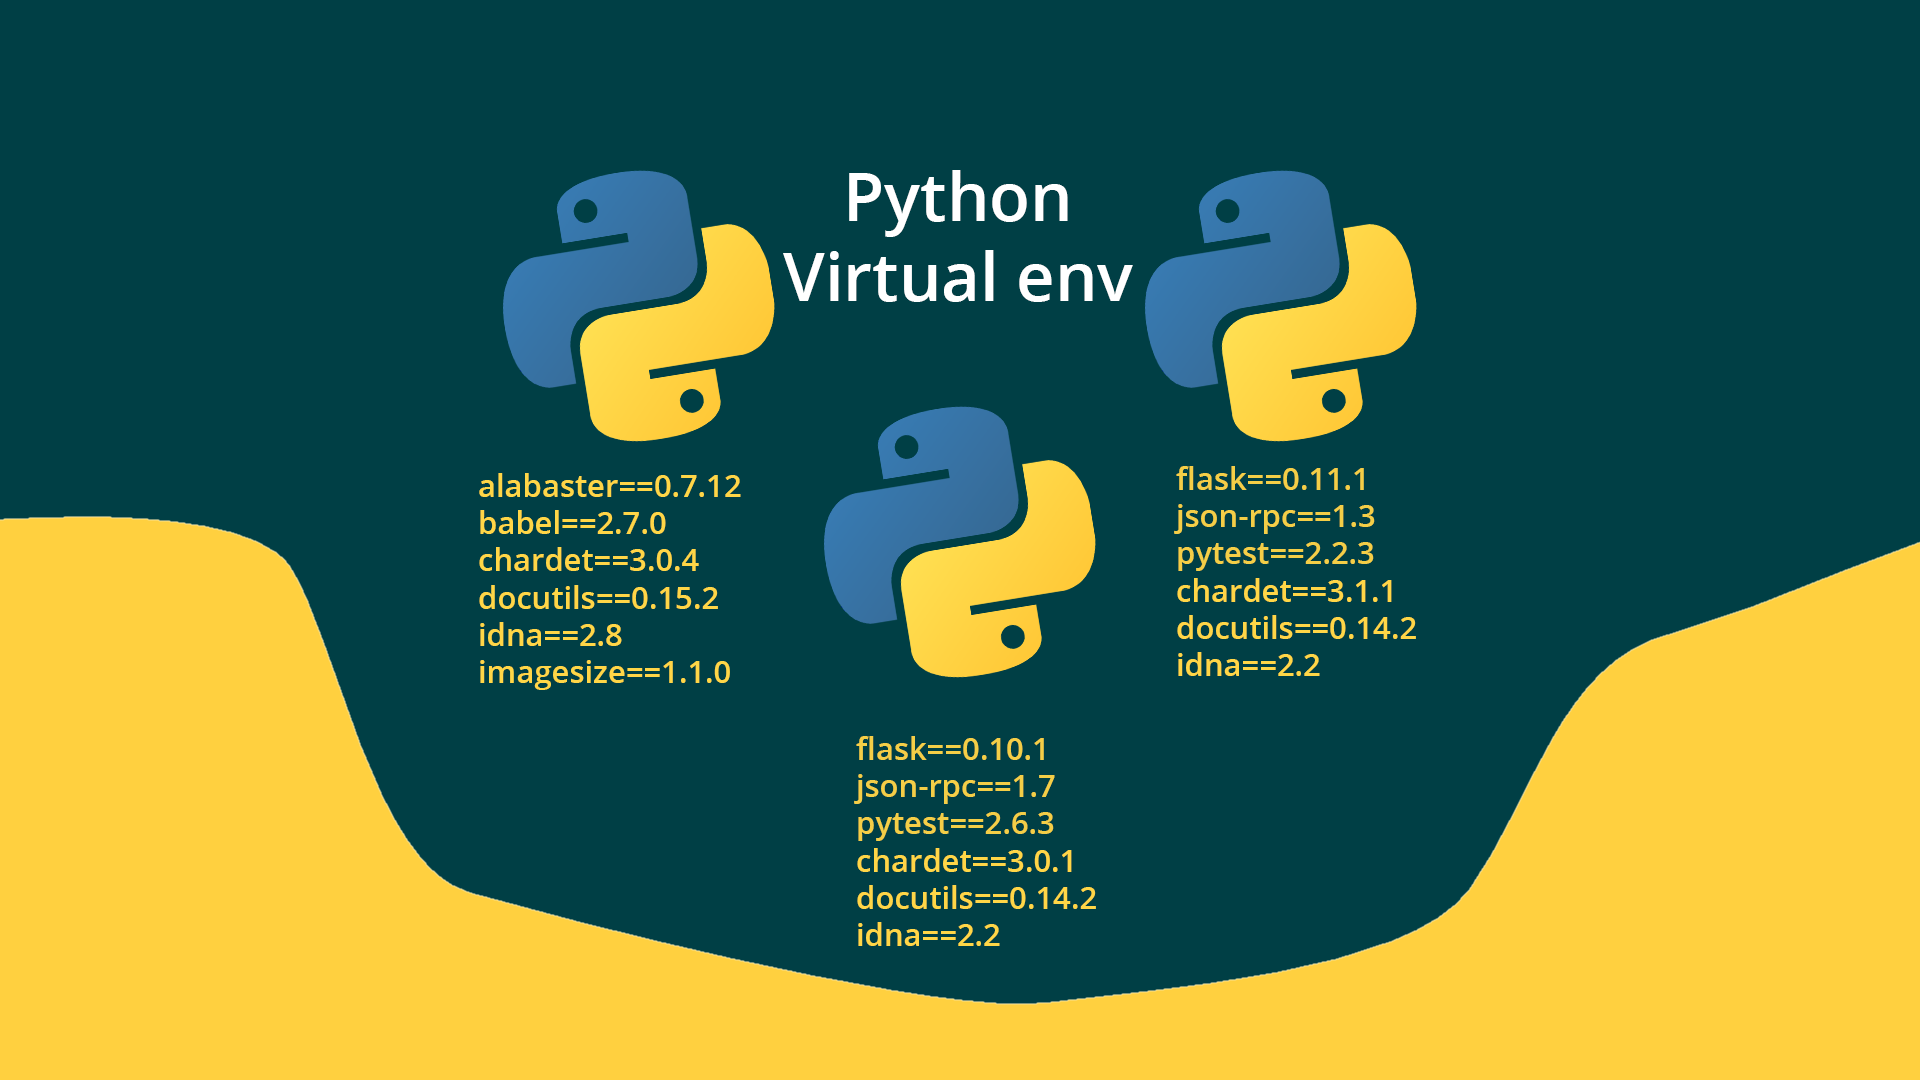 Python
Virtual env
alabaster==0.7.12
babel==2.7.0
chardet==3.0.4
docutils==0.15.2
idna==2.8
imagesize==1.1.0
flask==0.10.1
json-rpc==1.7
pytest==2.6.3
chardet==3.0.1
docutils==0.14.2
idna==2.2
flask==0.11.1
json-rpc==1.3
pytest==2.2.3
chardet==3.1.1
docutils==0.14.2
idna==2.2